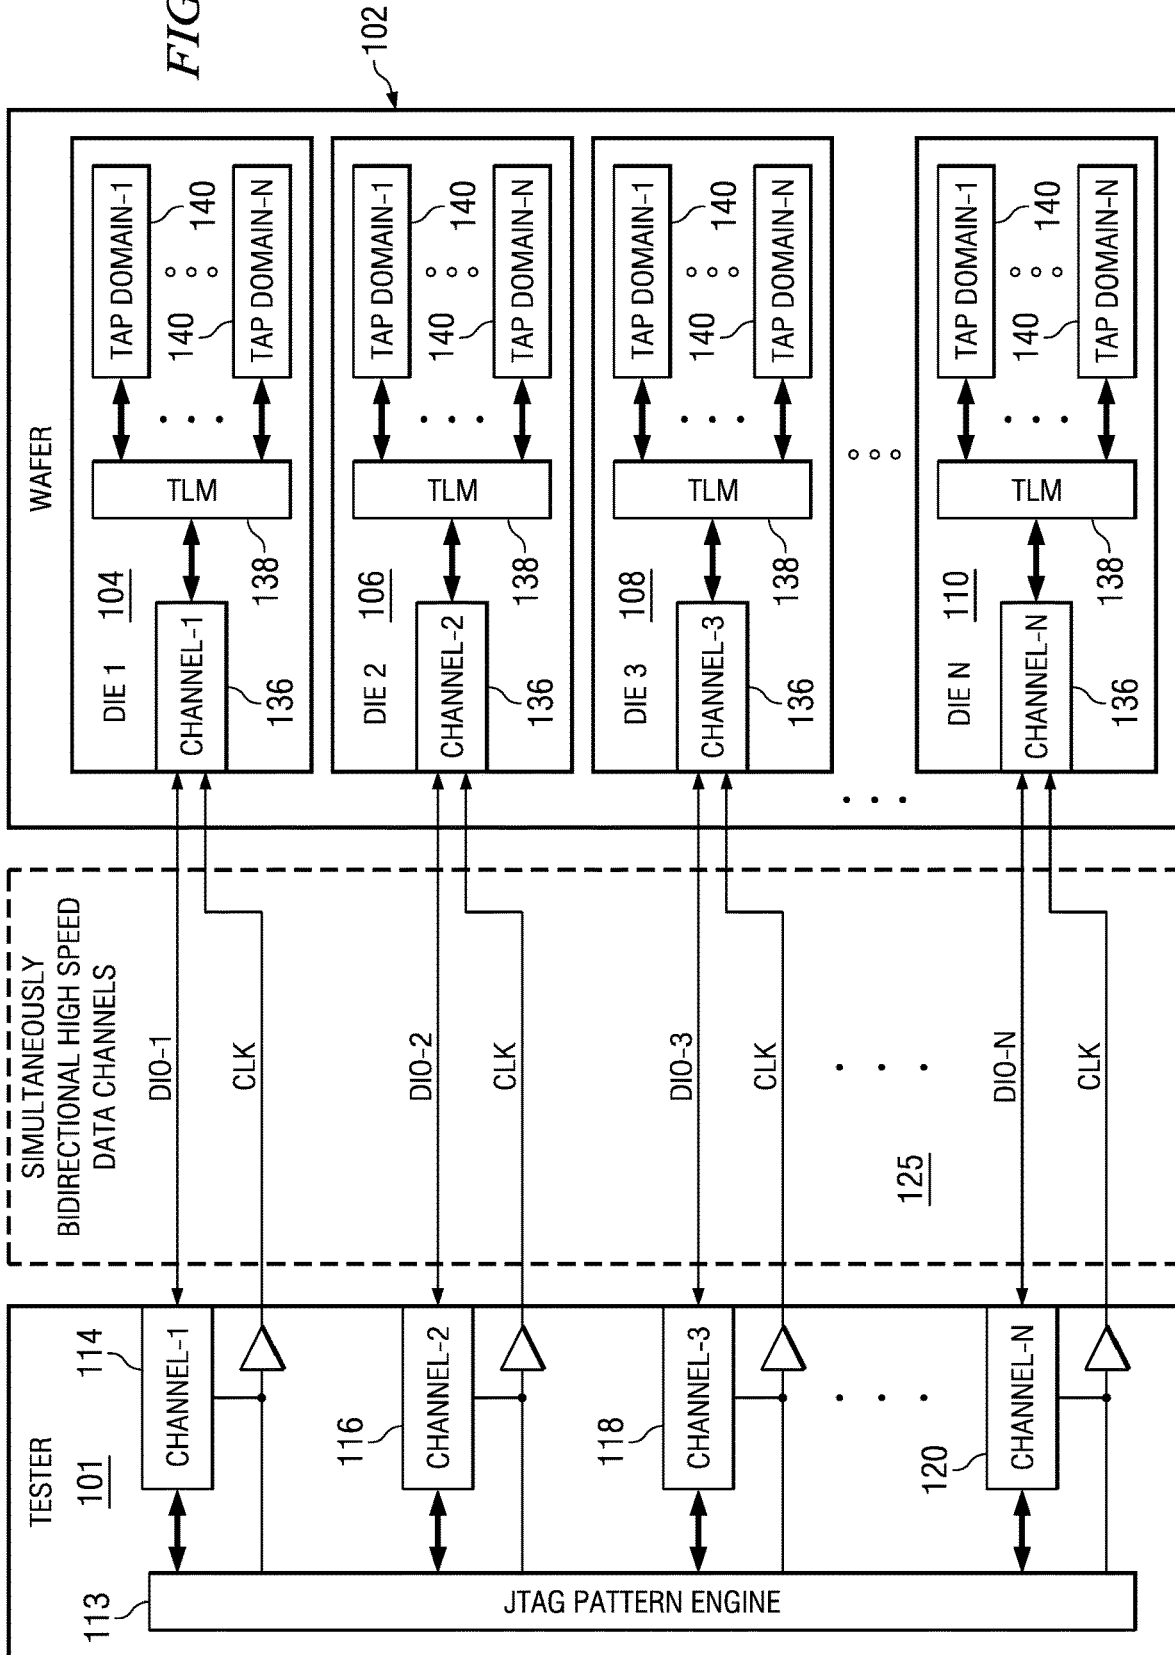 TESTER
101
113
JTAG PATTERN ENGINE
114
CHANNEL-1
116
CHANNEL-2
118
CHANNEL-3
120
CHANNEL-N
SIMULTANEOUSLY
BIDIRECTIONAL HIGH SPEED
DATA CHANNELS
DIO-1
CLK
DIO-2
CLK
DIO-3
CLK
125
DIO-N
CLK
WAFER
102
DIE 1 104
CHANNEL-1
136
TLM
138
TAP DOMAIN-1
140
140
TAP DOMAIN-N
DIE 2 106
CHANNEL-2
136
TLM
138
TAP DOMAIN-1
140
140
TAP DOMAIN-N
DIE 3 108
CHANNEL-3
136
TLM
138
TAP DOMAIN-1
140
140
TAP DOMAIN-N
DIE N 110
CHANNEL-N
136
TLM
138
TAP DOMAIN-1
140
140
TAP DOMAIN-N
FIG